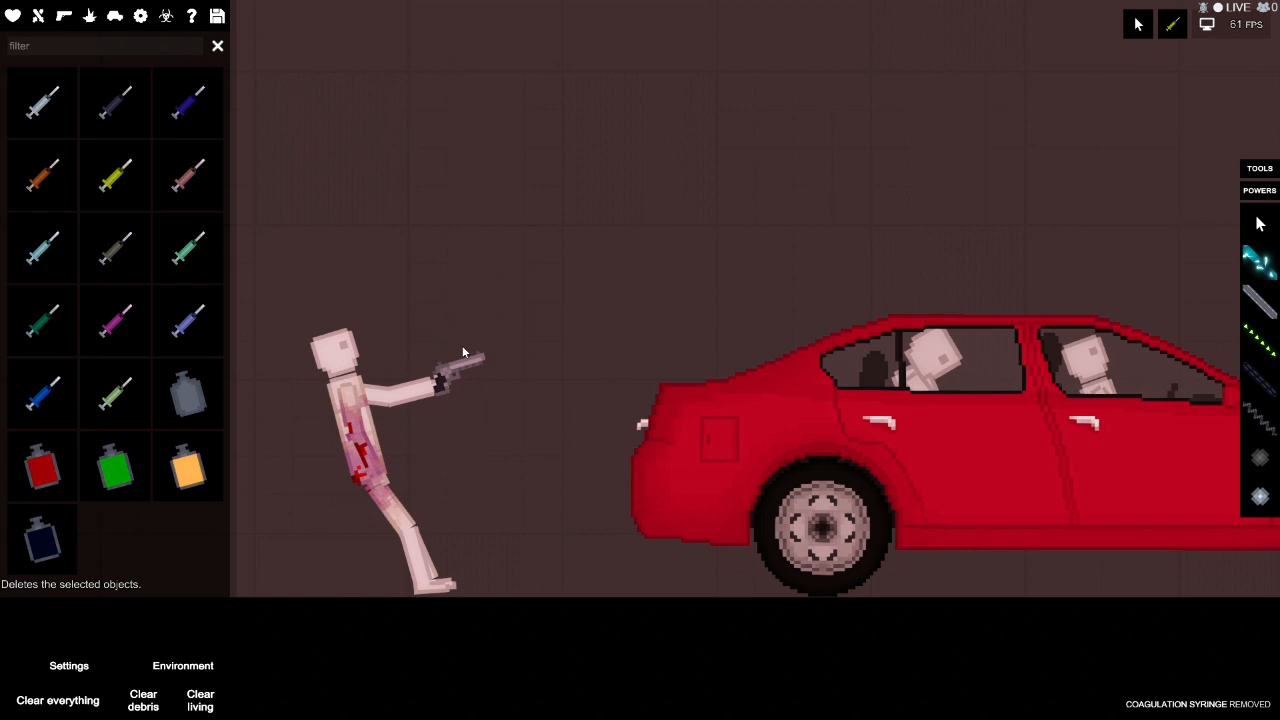 ?
LIVE
0
61 FPS
filter
TOOLS
POWERS
Deletes the selected objects.
Settings
Environment
Clear everything
Clear
debris
Clear
living
COAGULATION SYRINGE REMOVED